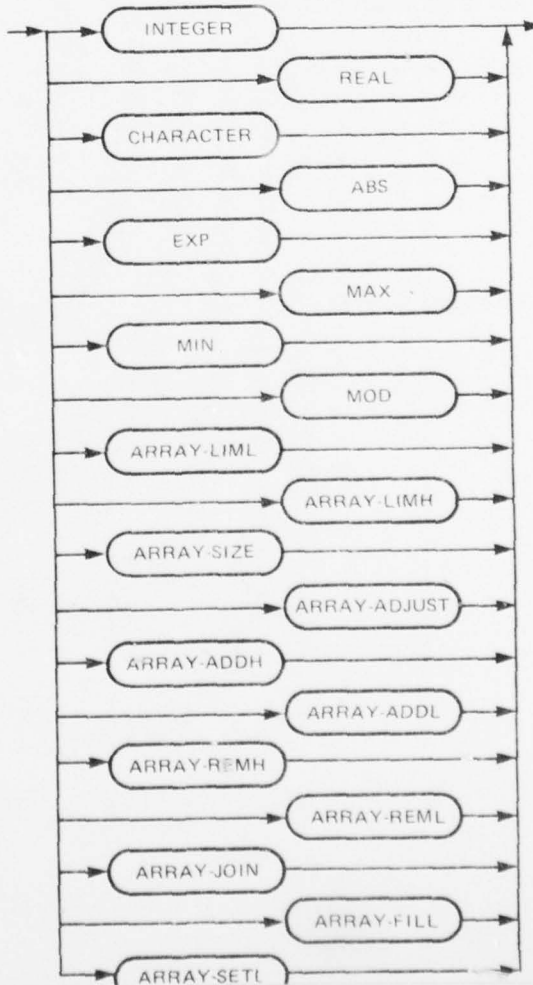 INTEGER
REAL
CHARACTER
ABS
EXP
MAX
MIN
MOD
ARRAY-LIML
ARRAY-LIMH
ARRAY-SIZE
ARRAY-ADJUST
ARRAY-ADDH
ARRAY-ADDL
ARRAY-REMH
ARRAY-REML
ARRAY-JOIN
ARRAY-FILL
ARRAY-SETL